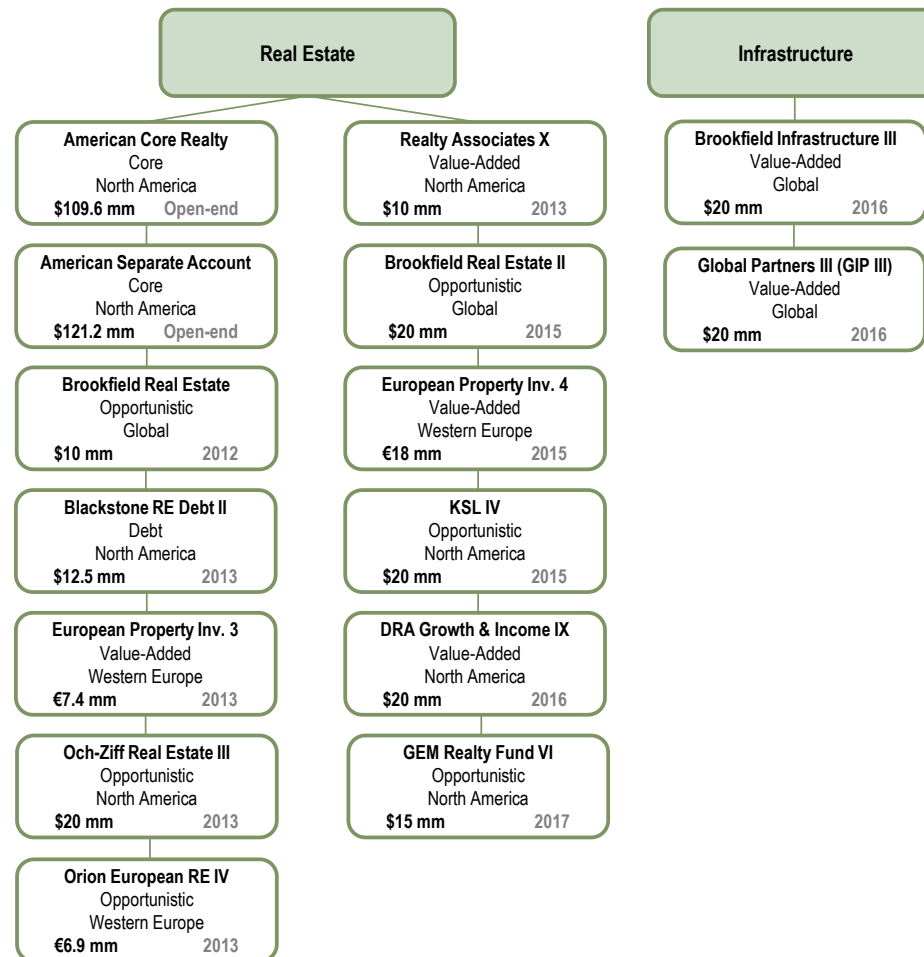 Real Estate
American Core Realty
Core
North America
$109.6 mm Open-end
American Separate Account
Core
North America
$121.2 mm Open-end
Brookfield Real Estate
Opportunistic
Global
$10 mm 2012
Blackstone RE Debt II
Debt
North America
$12.5 mm 2013
European Property Inv. 3
Value-Added
Western Europe
€7.4 mm 2013
Och-Ziff Real Estate III
Opportunistic
North America
$20 mm 2013
Orion European RE IV
Opportunistic
Western Europe
€6.9 mm 2013
Realty Associates X
Value-Added
North America
$10 mm 2013
Brookfield Real Estate II
Opportunistic
Global
$20 mm 2015
European Property Inv. 4
Value-Added
Western Europe
€18 mm 2015
KSL IV
Opportunistic
North America
$20 mm 2015
DRA Growth & Income IX
Value-Added
North America
$20 mm 2016
GEM Realty Fund VI
Opportunistic
North America
$15 mm 2017
Infrastructure
Brookfield Infrastructure III
Value-Added
Global
$20 mm 2016
Global Partners III (GIP III)
Value-Added
Global
$20 mm 2016